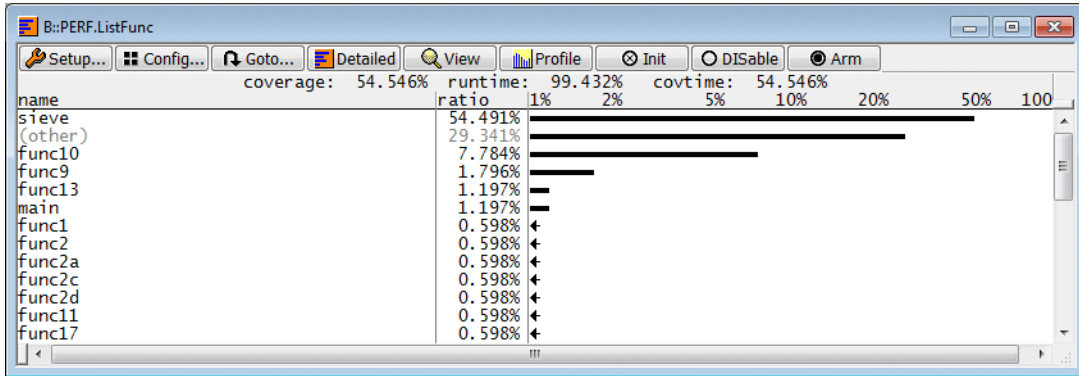 B::PERF.ListFunc
Setup... Config... Goto... Detailed View Profile Init DISable Arm
coverage: 54.546% runtime: 99.432% covtime: 54.546%
name ratio 1% 2% 5% 10% 20% 50% 100
sieve 54.491%
(other) 29.341%
func10 7.784%
func9 1.796%
func13 1.197%
main 1.197%
func1 0.598%
func2 0.598%
func2a 0.598%
func2c 0.598%
func2d 0.598%
func11 0.598%
func17 0.598%